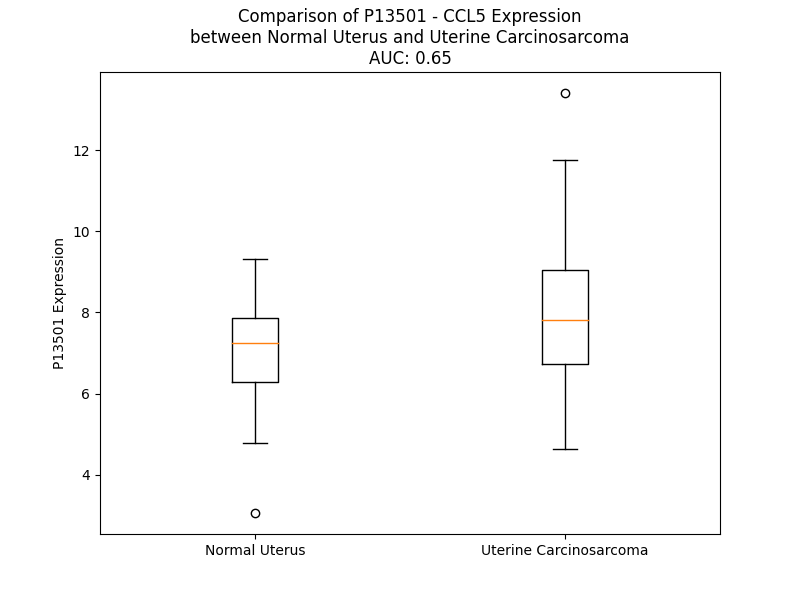 Comparison of P13501 - CCL5 Expression
between Normal Uterus and Uterine Carcinosarcoma
AUC: 0.65
12
10
8
6
4
P13501 Expression
Normal Uterus
Uterine Carcinosarcoma